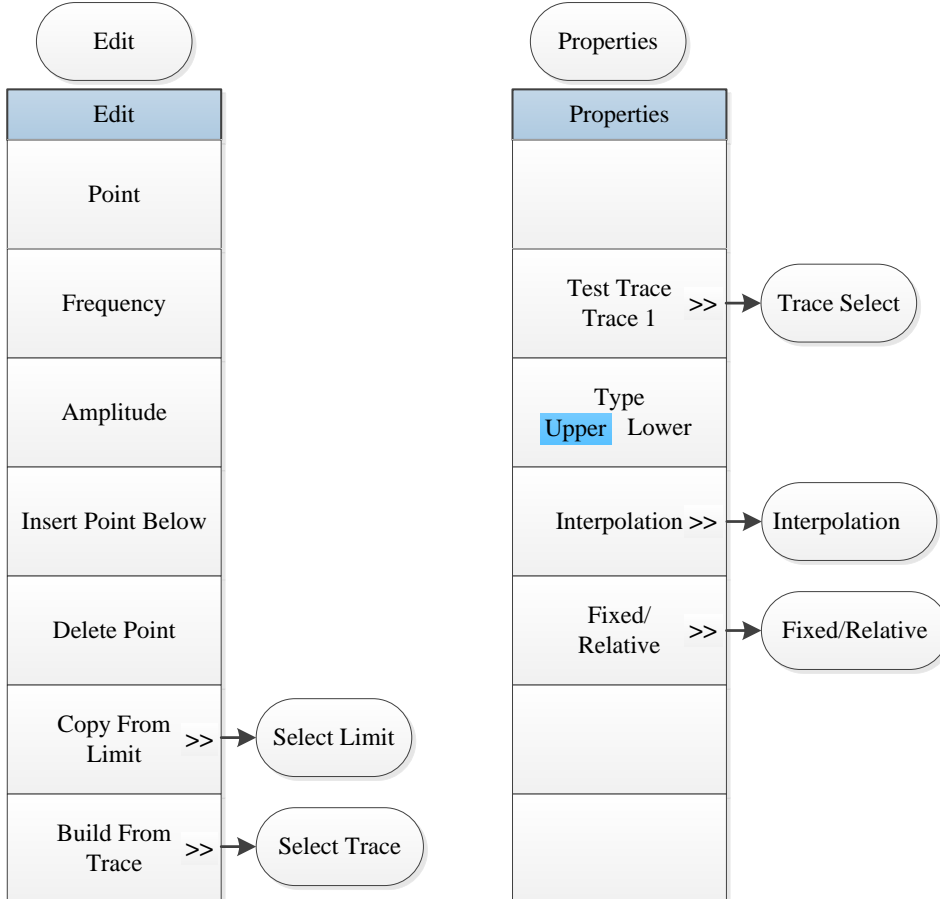 Edit
Edit
Point
Frequency
Amplitude
Insert Point Below
Delete Point
Copy From
Limit
>>
Select Limit
Build From
Trace
>>
Select Trace
Properties
Properties
Test Trace
Trace 1
>>
Trace Select
Type
Upper Lower
Interpolation >>
Interpolation
Fixed/
Relative
>>
Fixed/Relative